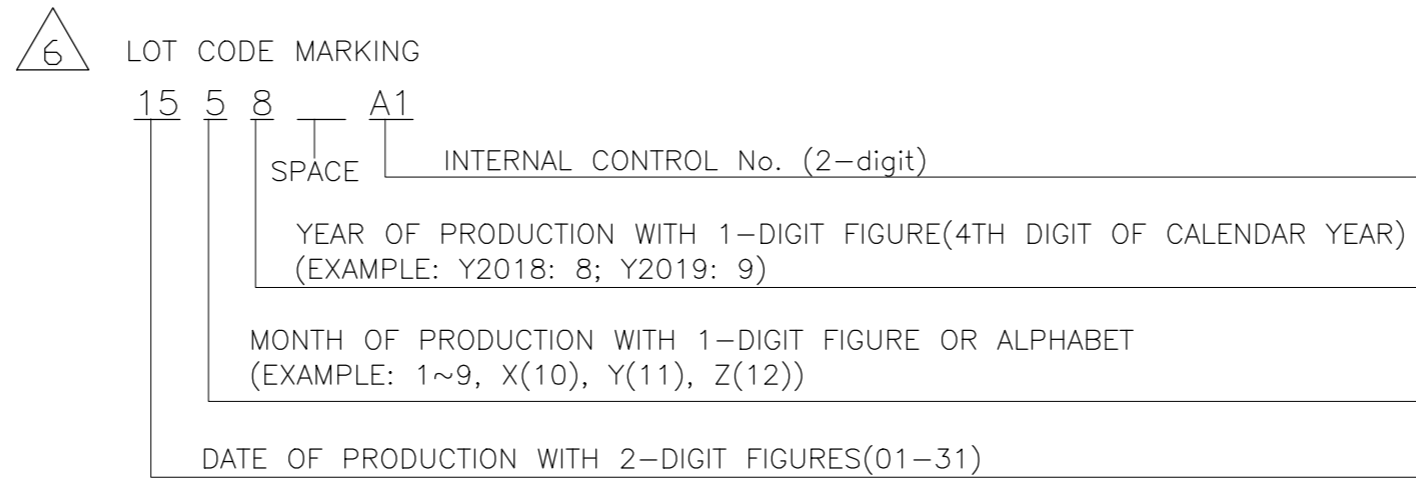 6 LOT CODE MARKING
15 5 8 __ A1
SPACE INTERNAL CONTROL No. (2-digit)
YEAR OF PRODUCTION WITH 1-DIGIT FIGURE(4TH DIGIT OF CALENDAR YEAR)
(EXAMPLE: Y2018: 8; Y2019: 9)
MONTH OF PRODUCTION WITH 1-DIGIT FIGURE OR ALPHABET
(EXAMPLE: 1~9, X(10), Y(11), Z(12))
DATE OF PRODUCTION WITH 2-DIGIT FIGURES(01-31)